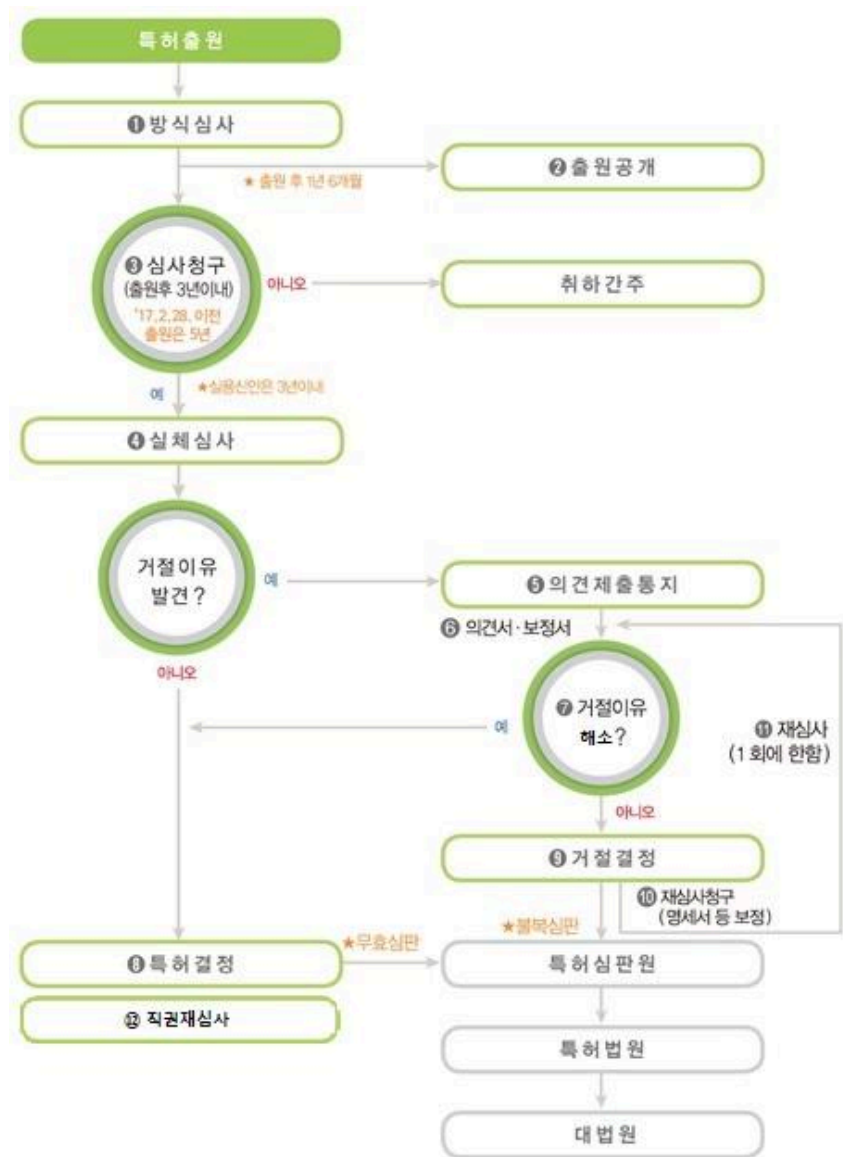 특허출원
❶ 방식심사
★ 출원 후 1년 6개월
❷ 출원공개
❸ 심사청구
(출원후 3년이내)
'17.2.28. 이전
출원은 5년
아니오
취하간주
예
★실용신안은 3년이내
❹ 실체심사
거절이유
발견?
예
❺ 의견제출통지
❻ 의견서·보정서
아니오
❼ 거절이유
해소?
예
⓫ 재심사
(1회에 한함)
아니오
❾ 거절결정
❿ 재심사청구
(명세서 등 보정)
★무효심판
★불복심판
❽ 특허결정
특허심판원
⑫ 직권재심사
특허법원
대법원